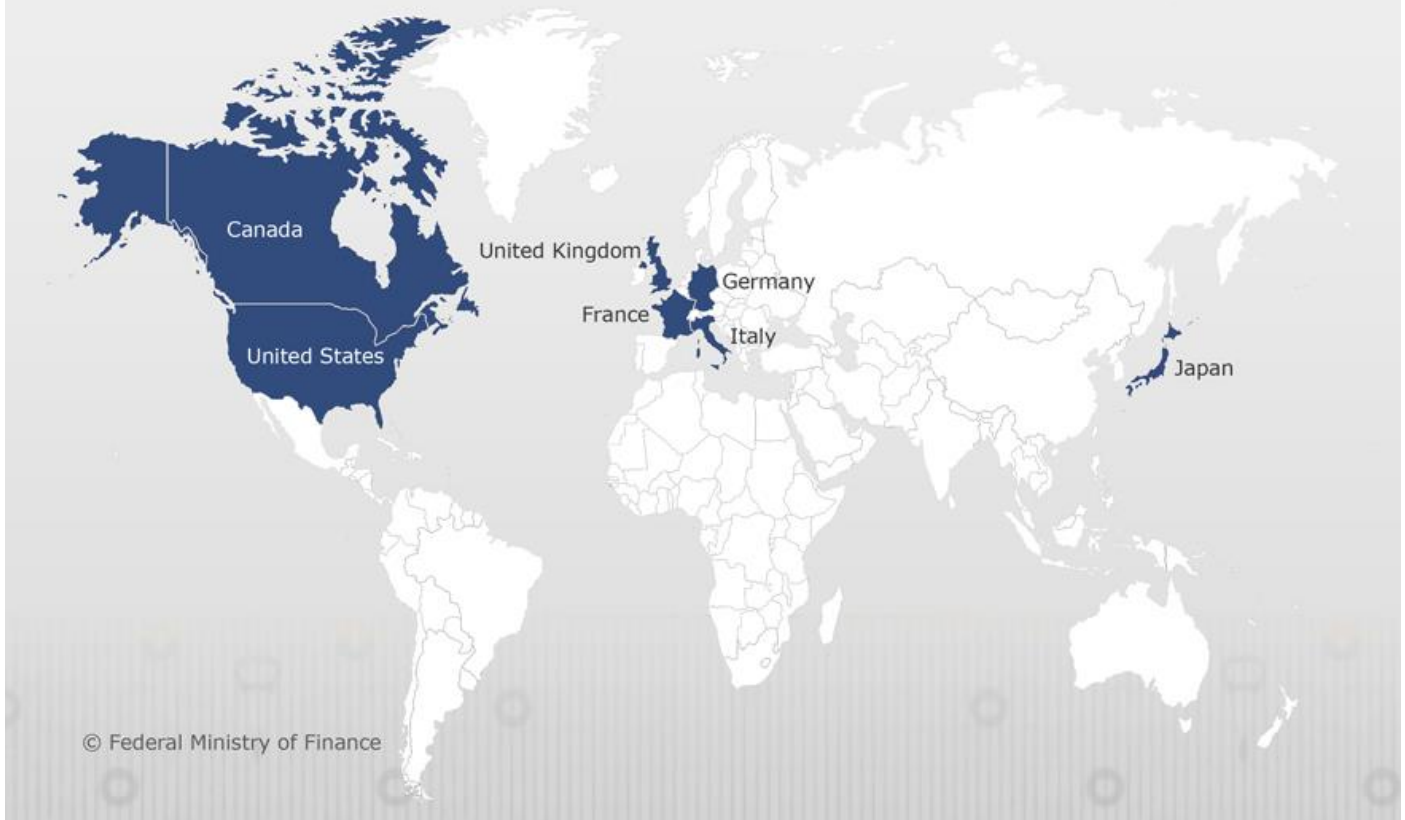 Canada
United Kingdom
Germany
France
Italy
United States
Japan
© Federal Ministry of Finance